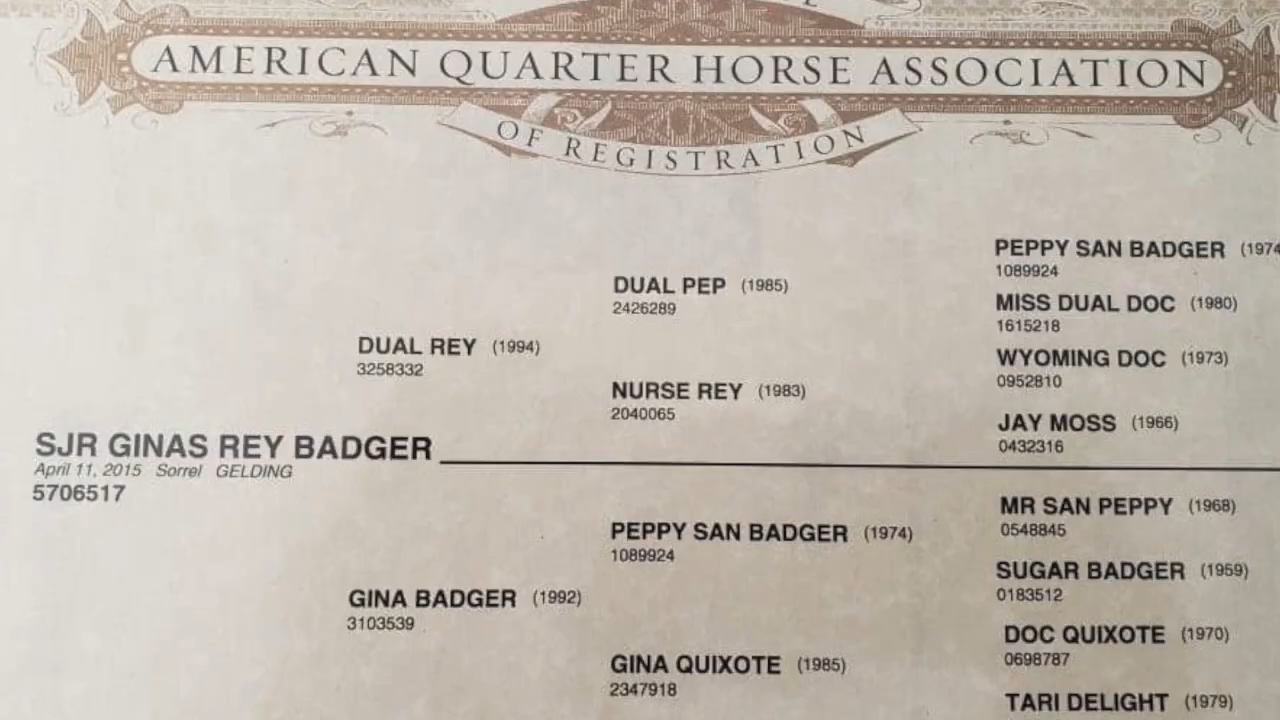 AMERICAN QUARTER HORSE ASSOCIATION
OF REGISTRATION
PEPPY SAN BADGER (1974
1089924
DUAL PEP (1985)
2426289
MISS DUAL DOC (1980)
1615218
DUAL REY (1994)
3258332
WYOMING DOC (1973)
0952810
NURSE REY (1983)
2040065
JAY MOSS (1966)
0432316
SJR GINAS REY BADGER
April 11, 2015 Sorrel GELDING
5706517
MR SAN PEPPY (1968)
0548845
PEPPY SAN BADGER (1974)
1089924
SUGAR BADGER (1959)
0183512
GINA BADGER (1992)
3103539
DOC QUIXOTE (1970)
0698787
GINA QUIXOTE (1985)
2347918
TARI DELIGHT (1979)